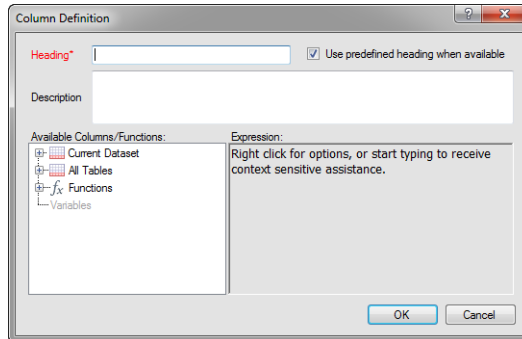 Column Definition
Heading*
Use predefined heading when available
Description
Available Columns/Functions:
Expression:
Current Dataset
All Tables
fx Functions
Variables
Right click for options, or start typing to receive
context sensitive assistance.
OK
Cancel